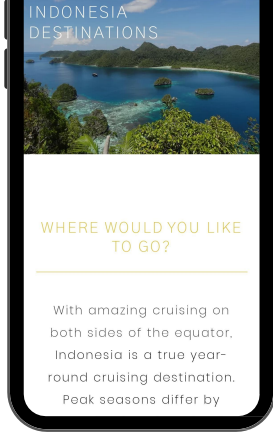 INDONESIA
DESTINATIONS
WHERE WOULD YOU LIKE
TO GO?
With amazing cruising on
both sides of the equator,
Indonesia is a true year-
round cruising destination.
Peak seasons differ by